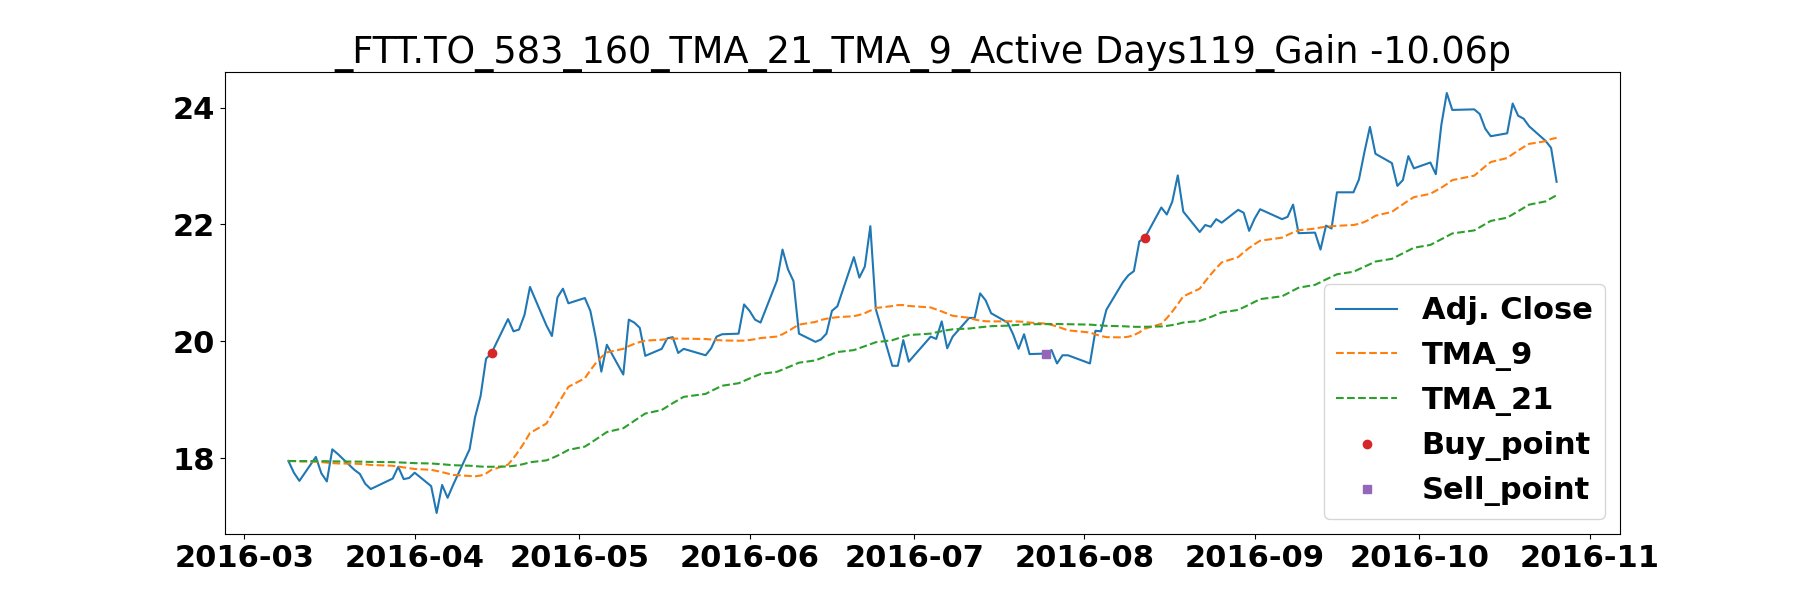 _FTT.TO_583_160_TMA_21_TMA_9_Active Days119_Gain -10.06p
24
22
20
18
2016-03 2016-04 2016-05 2016-06 2016-07 2016-08 2016-09 2016-10 2016-11
Adj. Close
TMA_9
TMA_21
Buy_point
Sell_point